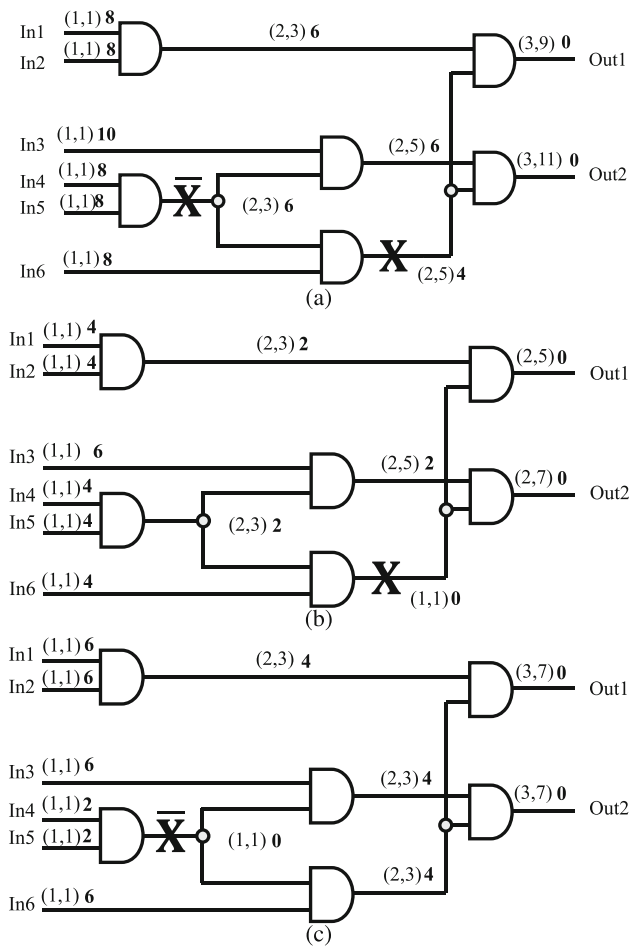 (1,1) 8 (2,3) 6 (3,9) 0
In1
(1,1) 8
In2 Out1
(1,1) 10
In3 (2,5) 6 (3,11) 0
(1,1) 8
In4 X̅ Out2
(1,1) 8
In5 (2,3) 6
(1,1) 8 X
In6 (2,5) 4
(a)
(1,1) 4 (2,3) 2 (2,5) 0
In1
(1,1) 4
In2 Out1
(1,1) 6
In3 (2,5) 2 (2,7) 0
(1,1) 4
In4 Out2
(1,1) 4
In5 (2,3) 2
(1,1) 4 X
In6 (1,1) 0
(b)
(1,1) 6 (2,3) 4 (3,7) 0
In1
(1,1) 6
In2 Out1
(1,1) 6
In3 (2,3) 4 (3,7) 0
(1,1) 2
In4 X̅ Out2
(1,1) 2
In5 (1,1) 0
(1,1) 6 (2,3) 4
In6
(c)